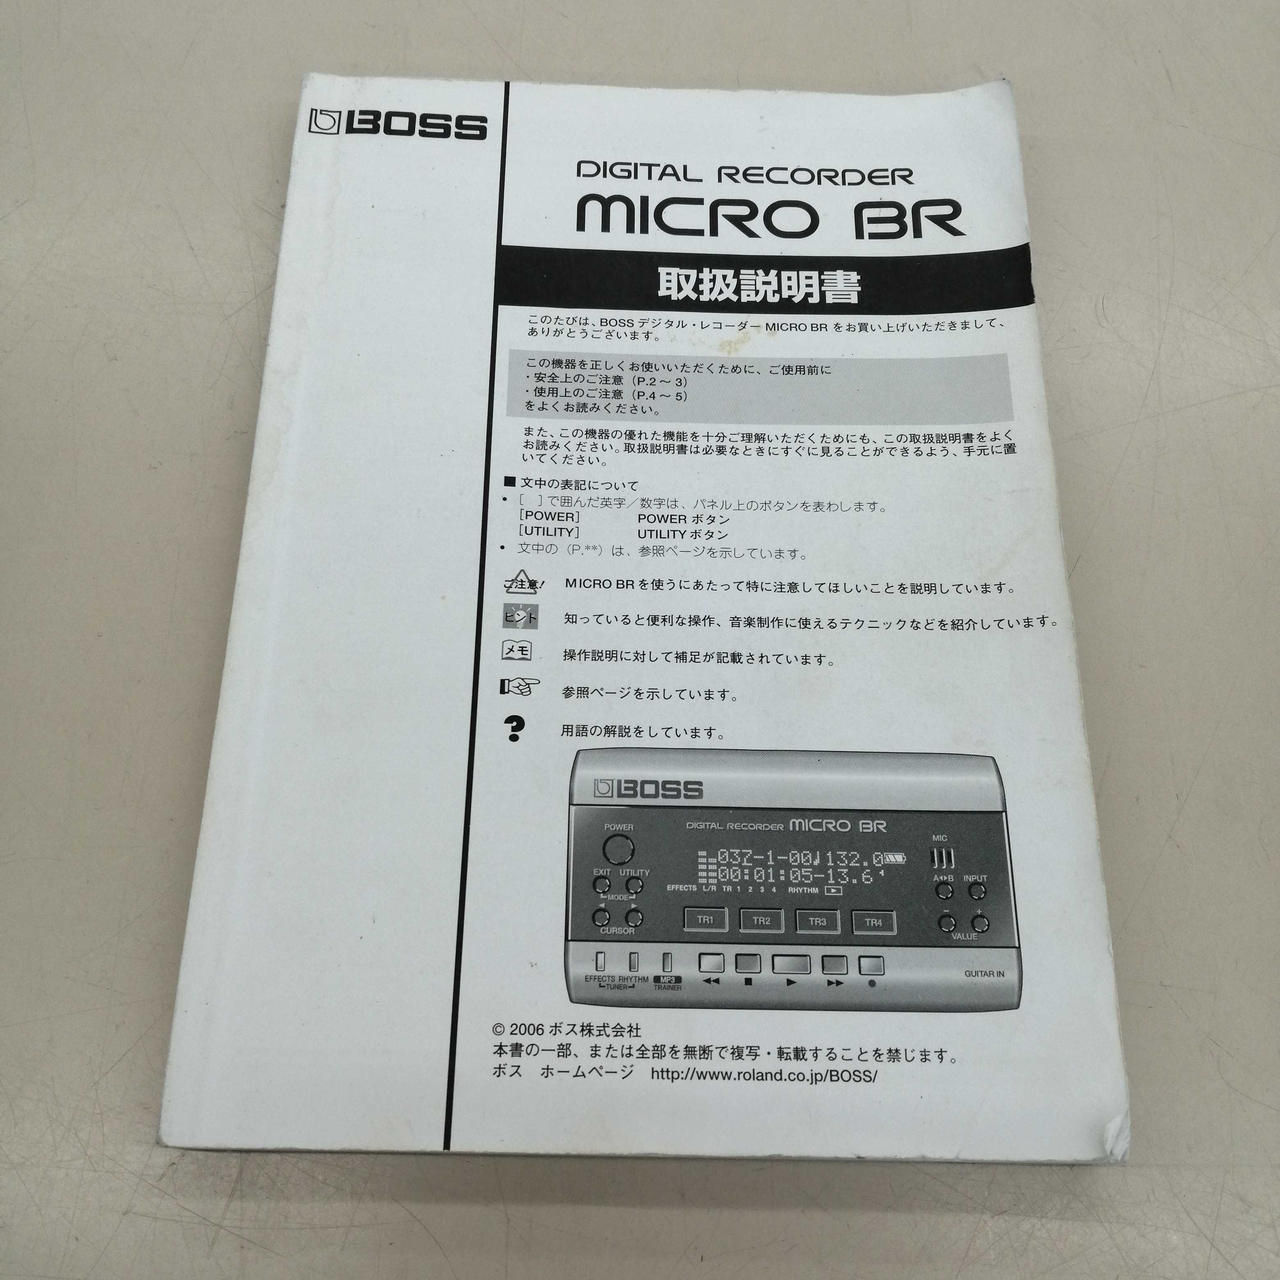 BOSS
DIGITAL RECORDER
MICRO BR
取扱説明書
このたびは、BOSS デジタル・レコーダー MICRO BR をお買い上げいただきまして、
ありがとうございます。
この機器を正しくお使いいただくために、ご使用前に
・安全上のご注意（P.2～3）
・使用上のご注意（P.4～5）
をよくお読みください。
また、この機器の優れた機能を十分ご理解いただくためにも、この取扱説明書をよく
お読みください。取扱説明書は必要なときにすぐに見ることができるよう、手元に置
いてください。
■ 文中の表記について
• [ ] で囲んだ英字／数字は、パネル上のボタンを表わします。
[POWER] POWER ボタン
[UTILITY] UTILITY ボタン
• 文中の（P.**）は、参照ページを示しています。
ご注意! MICRO BR を使うにあたって特に注意してほしいことを説明しています。
ヒント 知っていると便利な操作、音楽制作に使えるテクニックなどを紹介しています。
メモ 操作説明に対して補足が記載されています。
参照ページを示しています。
? 用語の解説をしています。
BOSS
DIGITAL RECORDER MICRO BR
POWER
MIC
037-1-00♩132.0
EXIT UTILITY
00:01:05-13.6
A↔B INPUT
MODE
EFFECTS L/R TR 1 2 3 4 RHYTHM
TR1 TR2 TR3 TR4
- +
CURSOR
VALUE
EFFECTS RHYTHM MP3
TUNER TRAINER
◀◀ ■ ▶ ▶▶ ●
GUITAR IN
© 2006 ボス株式会社
本書の一部、または全部を無断で複写・転載することを禁じます。
ボス ホームページ http://www.roland.co.jp/BOSS/